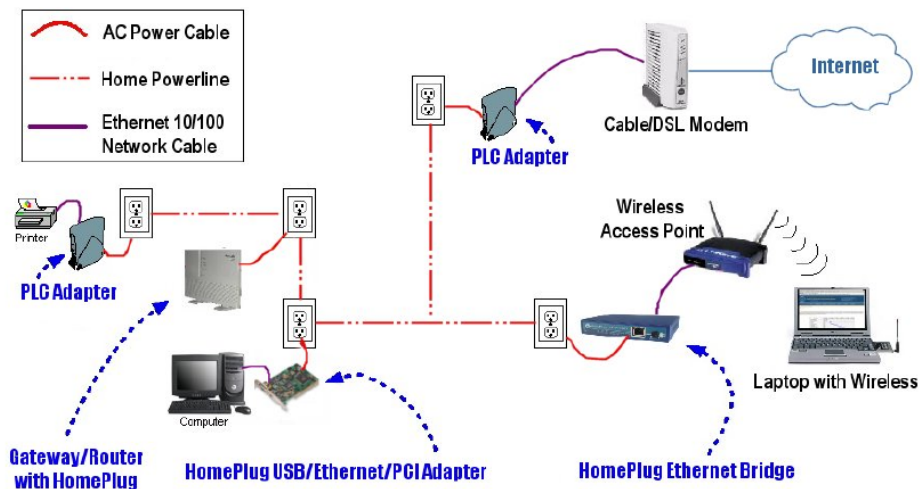 AC Power Cable
Home Powerline
Ethernet 10/100
Network Cable
Internet
Cable/DSL Modem
PLC Adapter
Printer
PLC Adapter
Wireless
Access Point
Laptop with Wireless
Computer
Gateway/Router
with HomePlug
HomePlug USB/Ethernet/PCI Adapter
HomePlug Ethernet Bridge